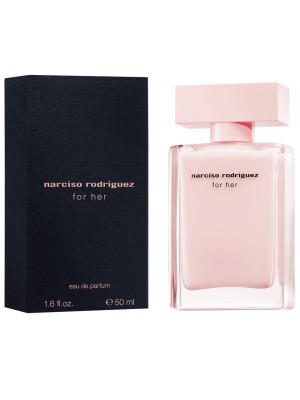 narciso rodriguez
for her
eau de parfum
1.6 fl.oz. ℮ 50 ml
narciso rodriguez
for her